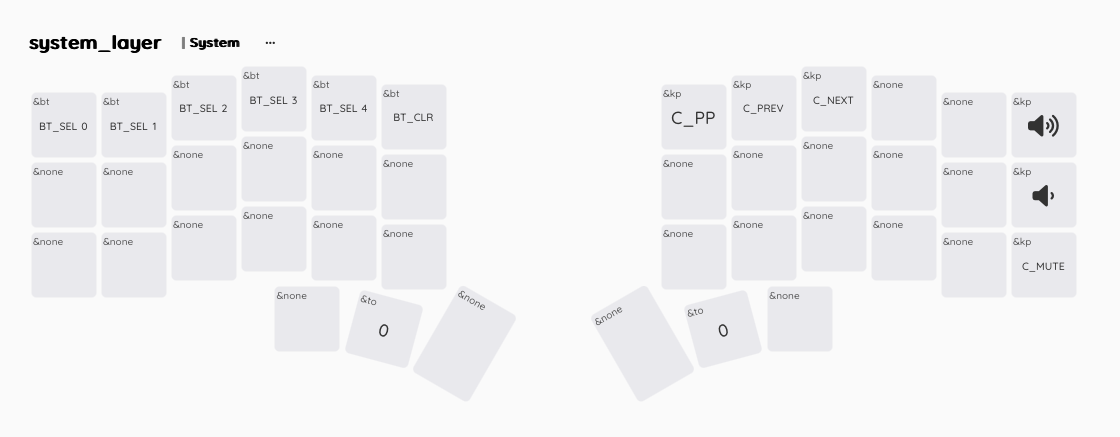 system_layer | System ...
&bt &bt &bt &bt &bt &bt &kp &kp &kp &none &none &kp
BT_SEL 0 BT_SEL 1 BT_SEL 2 BT_SEL 3 BT_SEL 4 BT_CLR C_PP C_PREV C_NEXT
&none &none &none &none &none &none &none &none &none &none &none &kp
&none &none &none &none &none &none &none &none &none &none &none &kp
C_MUTE
&none &to &none &none &to &none
0 0